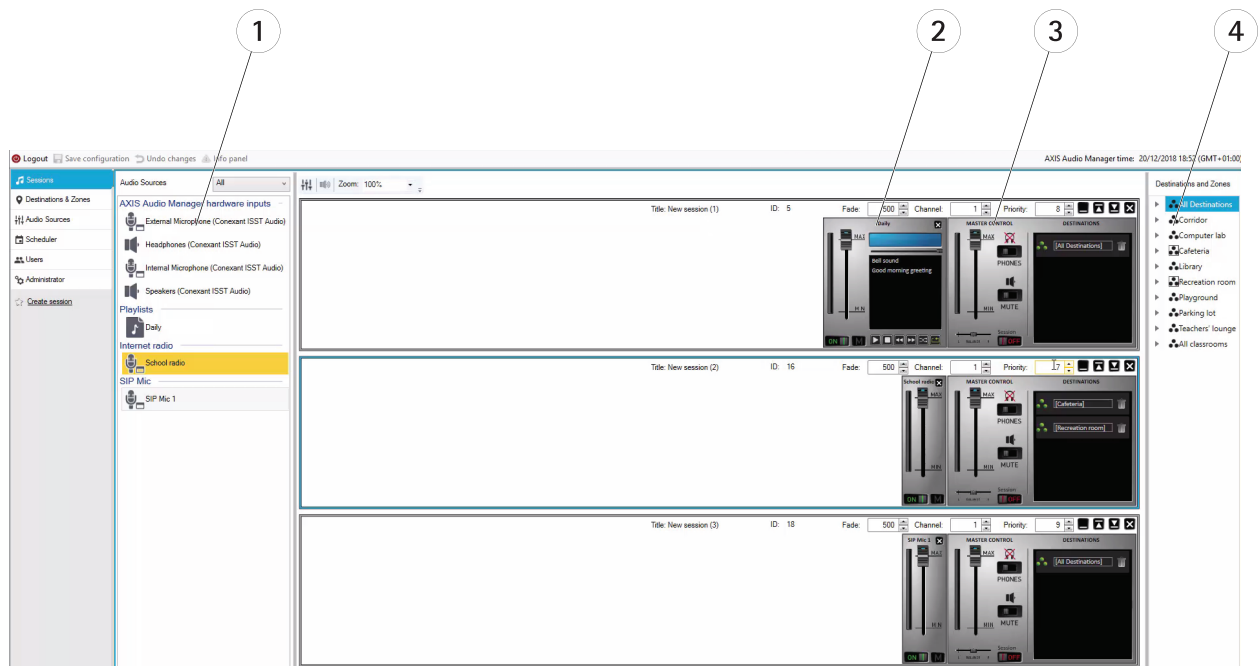 1
2
3
4
Logout Save configuration Undo changes Info panel
AXIS Audio Manager time: 20/12/2018 18:57 (GMT+01:00)
Sessions
Destinations & Zones
Audio Sources
Scheduler
Users
Administrator
Create session
Audio Sources All
AXIS Audio Manager hardware inputs
External Microphone (Conexant ISST Audio)
Headphones (Conexant ISST Audio)
Internal Microphone (Conexant ISST Audio)
Speakers (Conexant ISST Audio)
Playlists
Daily
Internet radio
School radio
SIP Mic
SIP Mic 1
Zoom: 100%
Title: New session (1) ID: 5 Fade: 500 Channel: 1 Priority: 8
Daily
MAX
Bell sound
Good morning greeting
MIN
ON M
MASTER CONTROL
MAX
PHONES
MUTE
MIN
L BALANCE R
Session
OFF
DESTINATIONS
[All Destinations]
Title: New session (2) ID: 16 Fade: 500 Channel: 1 Priority: 7
School radio
MAX
MIN
ON M
MASTER CONTROL
MAX
PHONES
MUTE
MIN
L BALANCE R
Session
OFF
DESTINATIONS
[Cafeteria]
[Recreation room]
Title: New session (3) ID: 18 Fade: 500 Channel: 1 Priority: 9
SIP Mic 1
MAX
MIN
ON M
MASTER CONTROL
MAX
PHONES
MUTE
MIN
L BALANCE R
Session
OFF
DESTINATIONS
[All Destinations]
Destinations and Zones
All Destinations
Corridor
Computer lab
Cafeteria
Library
Recreation room
Playground
Parking lot
Teachers' lounge
All classrooms